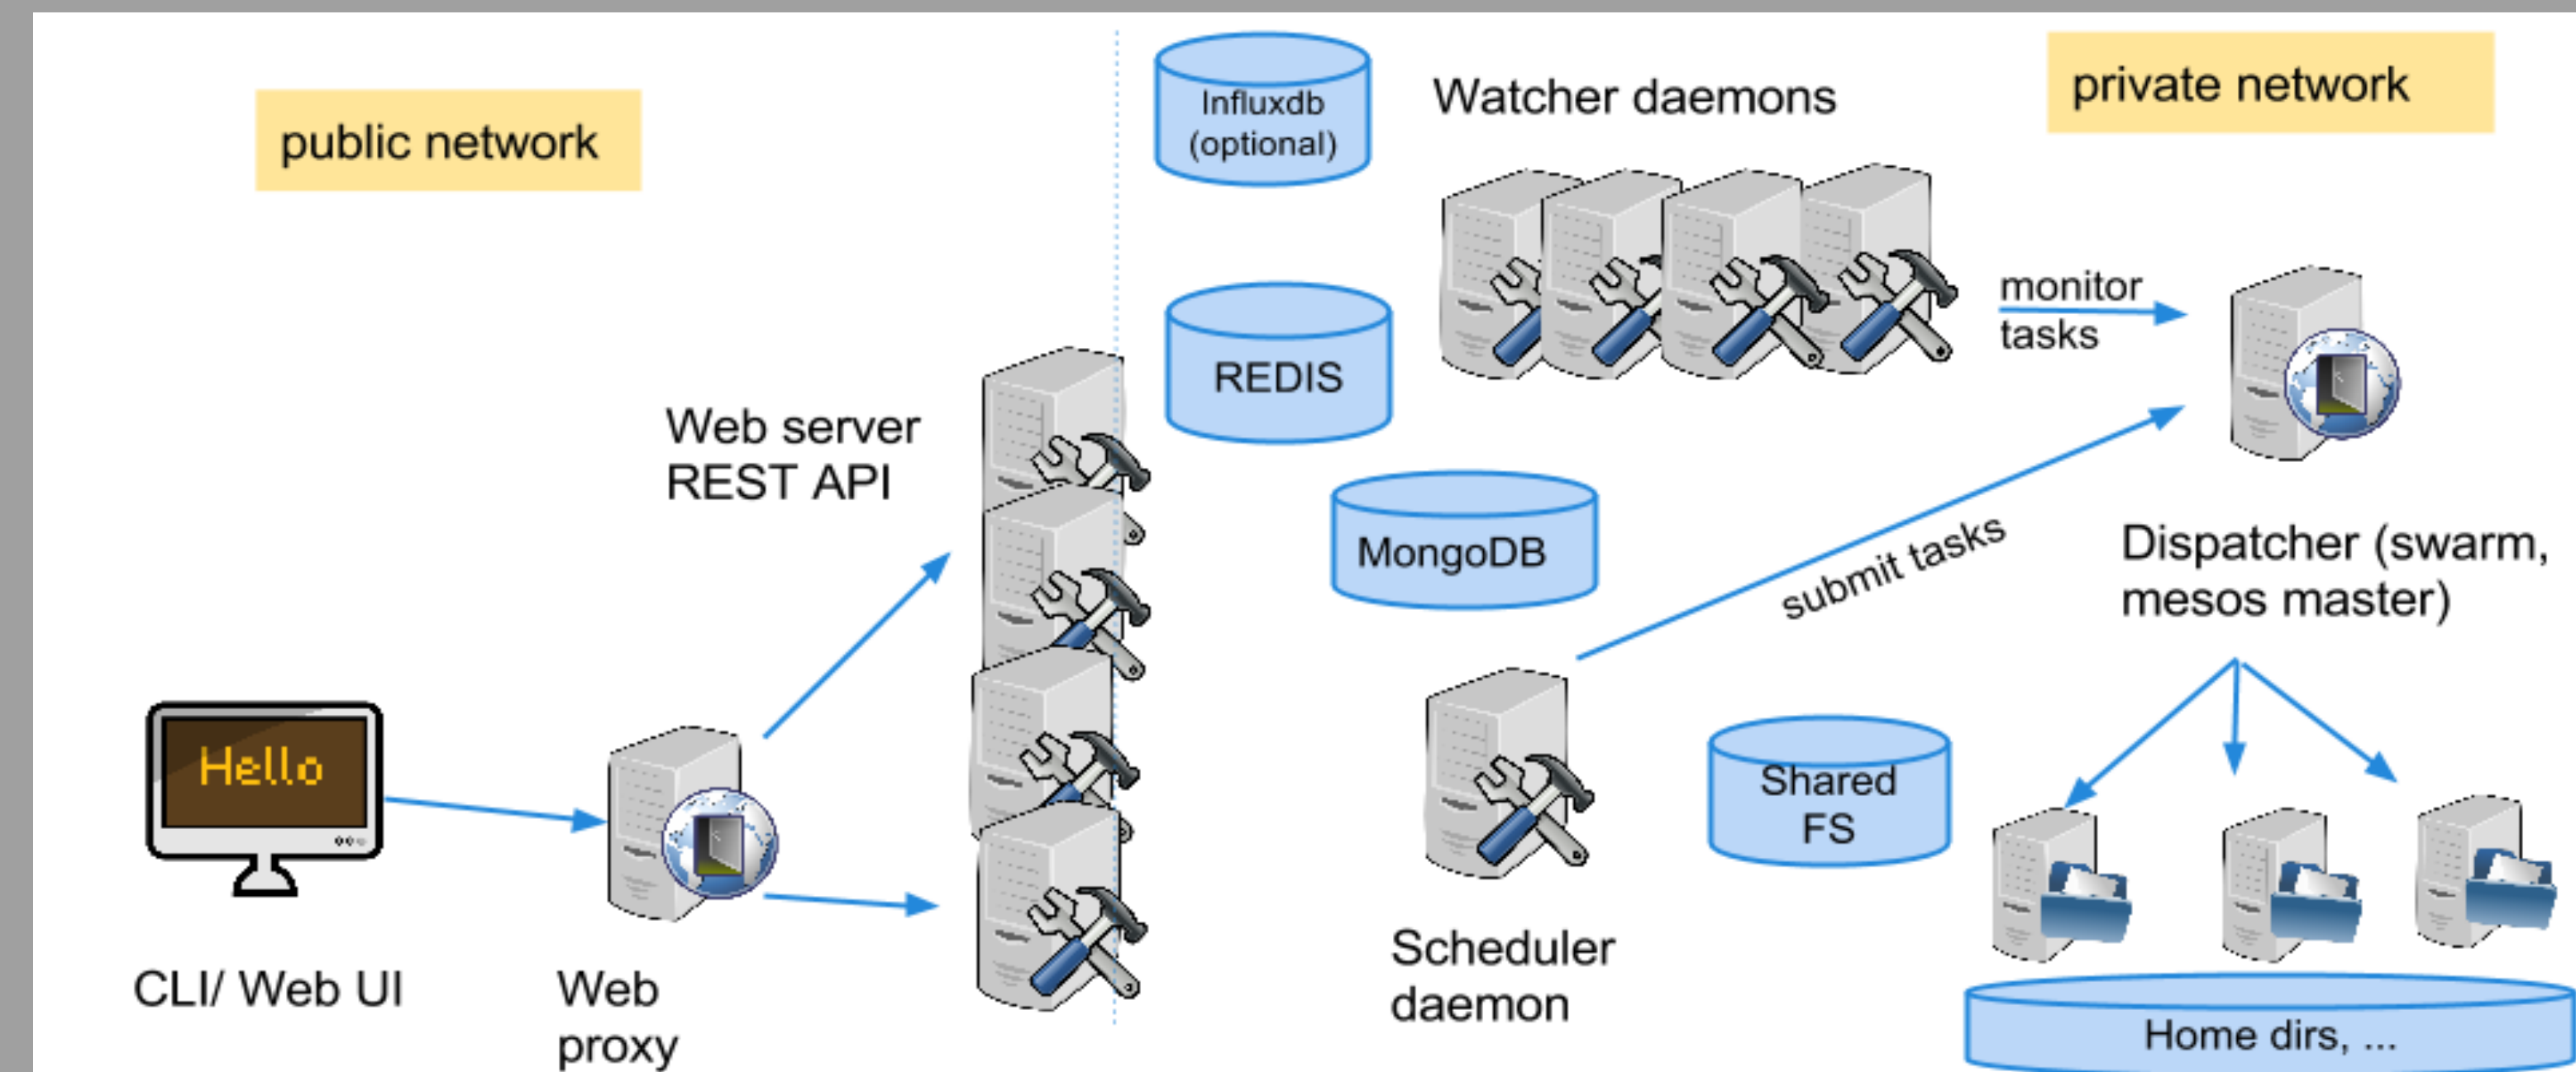 public network
Influxdb
(optional)
Watcher daemons
private network
monitor
tasks
REDIS
Web server
REST API
MongoDB
submit tasks
Dispatcher (swarm,
mesos master)
Hello
Shared
FS
Scheduler
daemon
CLI/ Web UI
Web
proxy
Home dirs, ...